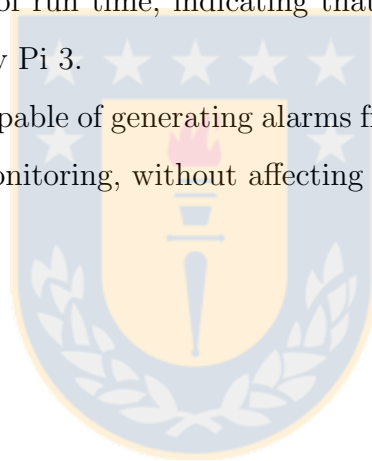 of run time, indicating that
Pi 3.
pable of generating alarms f
onitoring, without affecting